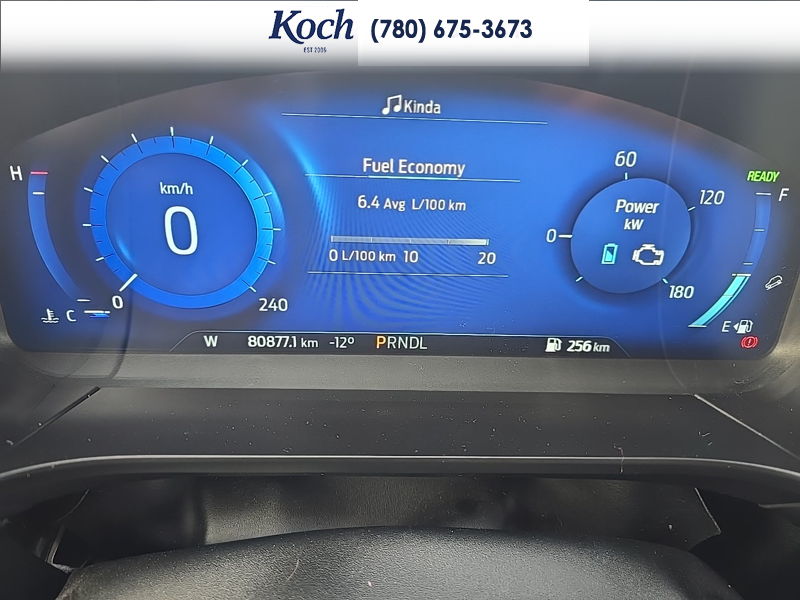 Koch
EST 2006
(780) 675-3673
Kinda
Fuel Economy
6.4 Avg L/100 km
0 L/100 km 10 20
km/h
0
0
240
H
C
60
120
0
180
Power
kW
READY
F
E
W 80877.1 km -12° PRNDL 256 km